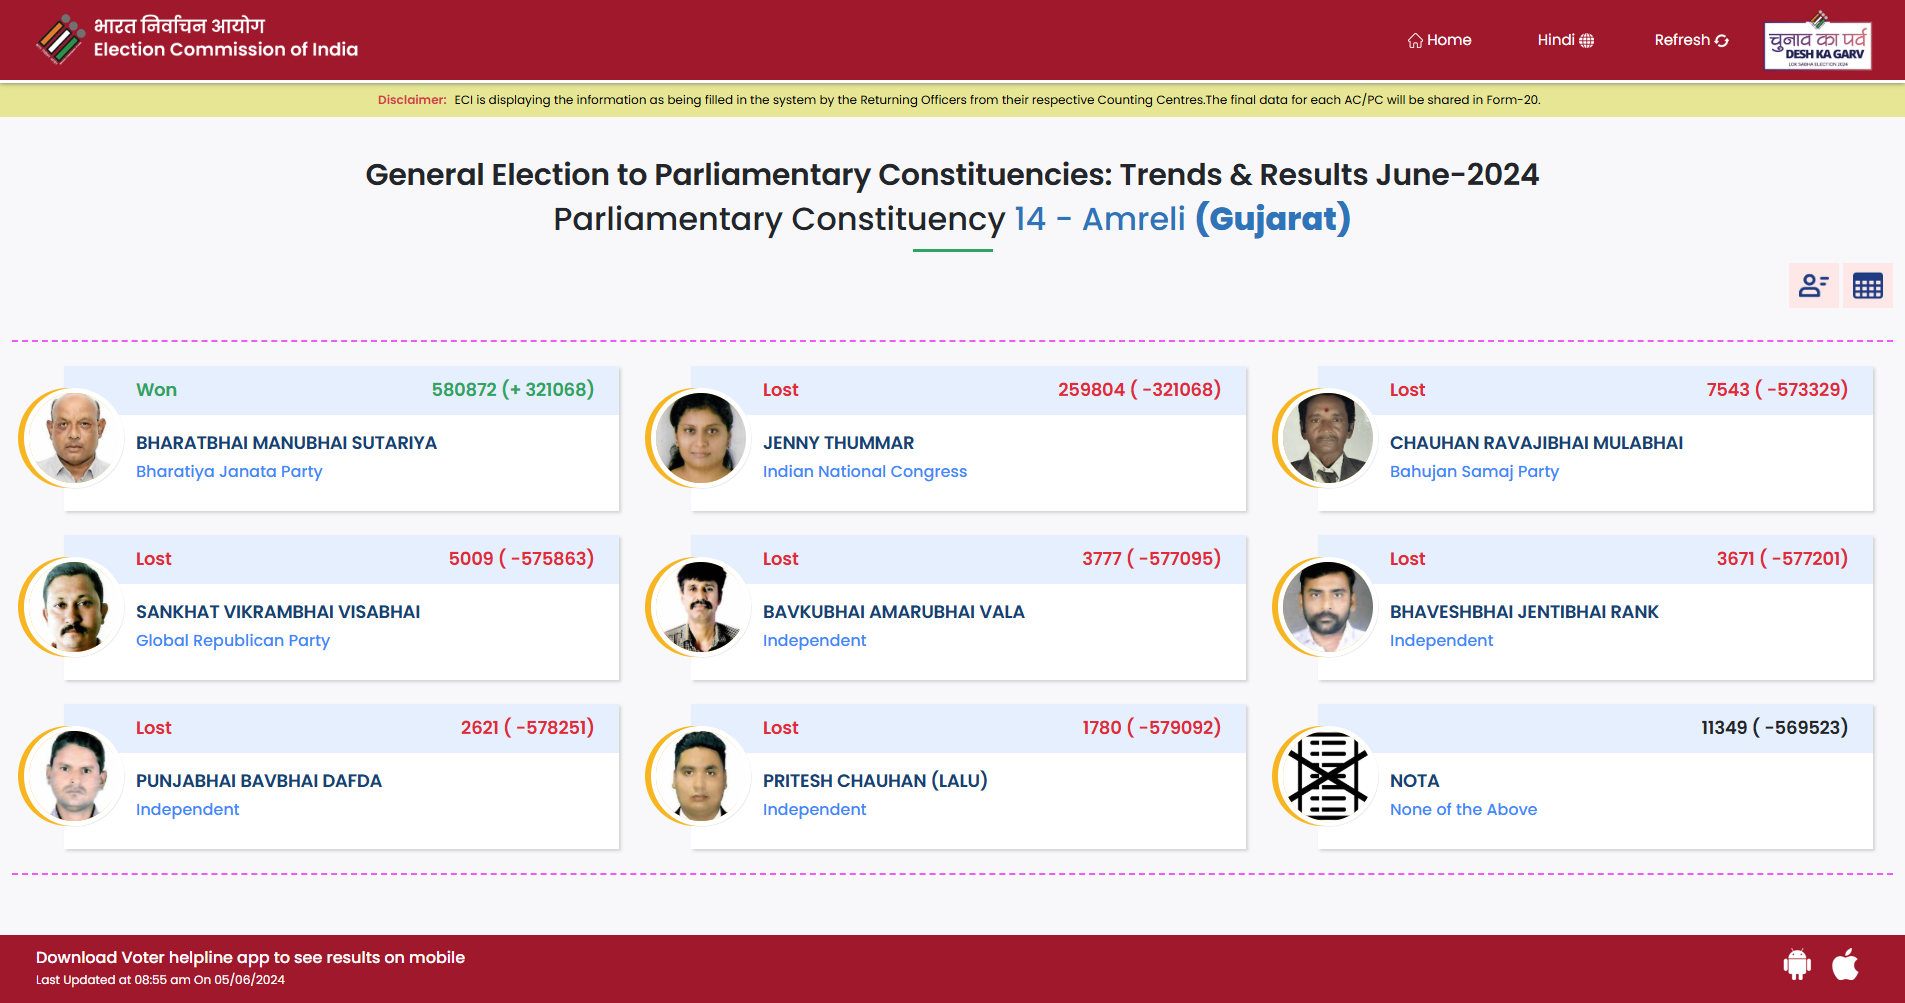 भारत निर्वाचन आयोग
Election Commission of India
Home
Hindi
Refresh
चुनाव का पर्व
DESH KA GARV
LOK SABHA ELECTION 2024
Disclaimer: ECI is displaying the information as being filled in the system by the Returning Officers from their respective Counting Centres.The final data for each AC/PC will be shared in Form-20.
General Election to Parliamentary Constituencies: Trends & Results June-2024
Parliamentary Constituency 14 - Amreli (Gujarat)
Won 580872 (+ 321068)
BHARATBHAI MANUBHAI SUTARIYA
Bharatiya Janata Party
Lost 259804 ( -321068)
JENNY THUMMAR
Indian National Congress
Lost 7543 ( -573329)
CHAUHAN RAVAJIBHAI MULABHAI
Bahujan Samaj Party
Lost 5009 ( -575863)
SANKHAT VIKRAMBHAI VISABHAI
Global Republican Party
Lost 3777 ( -577095)
BAVKUBHAI AMARUBHAI VALA
Independent
Lost 3671 ( -577201)
BHAVESHBHAI JENTIBHAI RANK
Independent
Lost 2621 ( -578251)
PUNJABHAI BAVBHAI DAFDA
Independent
Lost 1780 ( -579092)
PRITESH CHAUHAN (LALU)
Independent
11349 ( -569523)
NOTA
None of the Above
Download Voter helpline app to see results on mobile
Last Updated at 08:55 am On 05/06/2024